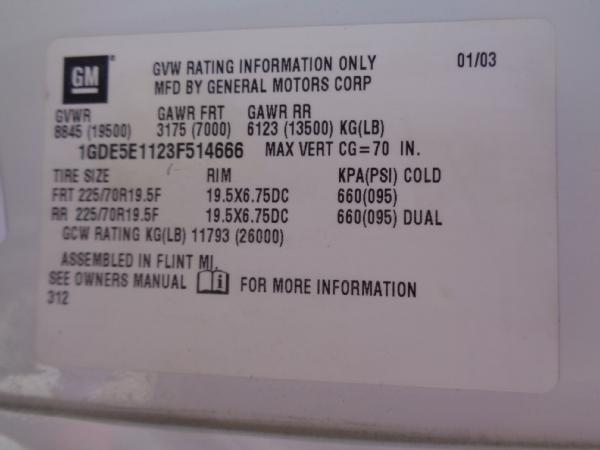 GM GVW RATING INFORMATION ONLY 01/03
MFD BY GENERAL MOTORS CORP
GVWR GAWR FRT GAWR RR
8845 (19500) 3175 (7000) 6123 (13500) KG(LB)
1GDE5E1123F514666 MAX VERT CG=70 IN.
TIRE SIZE RIM KPA(PSI) COLD
FRT 225/70R19.5F 19.5X6.75DC 660(095)
RR 225/70R19.5F 19.5X6.75DC 660(095) DUAL
GCW RATING KG(LB) 11793 (26000)
ASSEMBLED IN FLINT MI.
SEE OWNERS MANUAL i FOR MORE INFORMATION
312